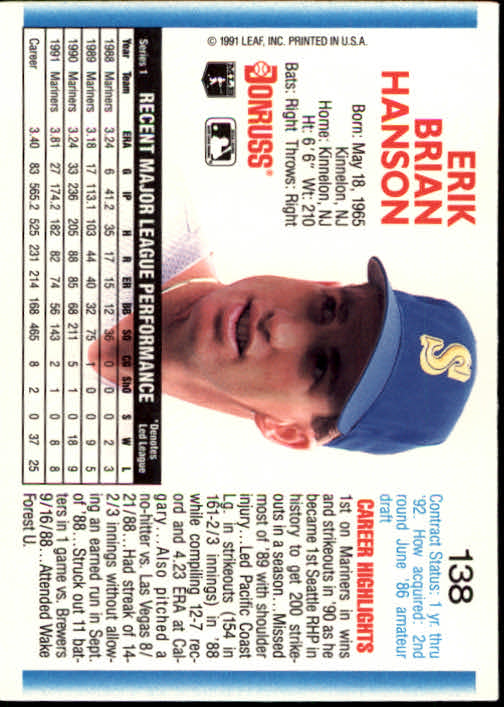 138
ERIK
BRIAN
HANSON
Born: May 18, 1965
Kinnelon, NJ
Home: Kinnelon, NJ
Ht: 6'6" Wt: 210
Bats: Right Throws: Right
DONRUSS®
© 1991 LEAF, INC. PRINTED IN U.S.A.
S
Contract Status: 1 yr. thru
'92. How acquired: 2nd
round June '86 amateur
draft
CAREER HIGHLIGHTS
1st on Mariners in wins
and strikeouts in '90 as he
became 1st Seattle RHP in
history to get 200 strike-
outs in a season...Missed
most of '89 with shoulder
injury...Led Pacific Coast
Lg. in strikeouts (154 in
161-2/3 innings) in '88
while compiling 12-7 rec-
ord and 4.23 ERA at Cal-
gary...Also pitched a
no-hitter vs. Las Vegas 8/
21/88...Had streak of 14-
2/3 innings without allow-
ing an earned run in Sept.
of '88...Struck out 11 bat-
ters in 1 game vs. Brewers
9/16/88...Attended Wake
Forest U.
Series 1 RECENT MAJOR LEAGUE PERFORMANCE *Denotes
Led League
Year Team ERA G IP H R ER BB SO CG ShO S W L
1988 Mariners 3.24 6 41.2 35 17 15 12 36 0 0 0 2 3
1989 Mariners 3.18 17 113.1 103 44 40 32 75 1 0 0 9 5
1990 Mariners 3.24 33 236 205 88 85 68 211 5 1 0 18 9
1991 Mariners 3.81 27 174.2 182 82 74 56 143 2 1 0 8 8
Career 3.40 83 565.2 525 231 214 168 465 8 2 0 37 25